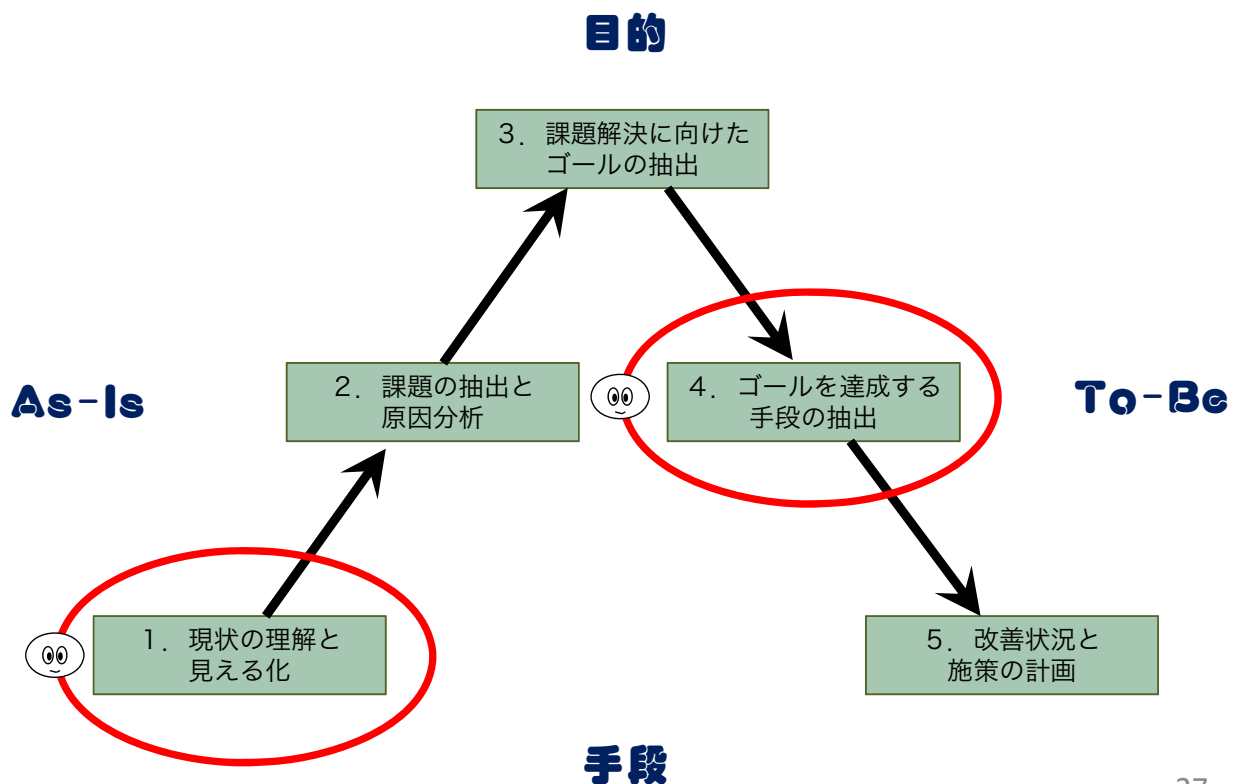 目的
3．課題解決に向けた
ゴールの抽出
As-Is
2．課題の抽出と
原因分析
4．ゴールを達成する
手段の抽出
To-Be
1．現状の理解と
見える化
5．改善状況と
施策の計画
手段
37